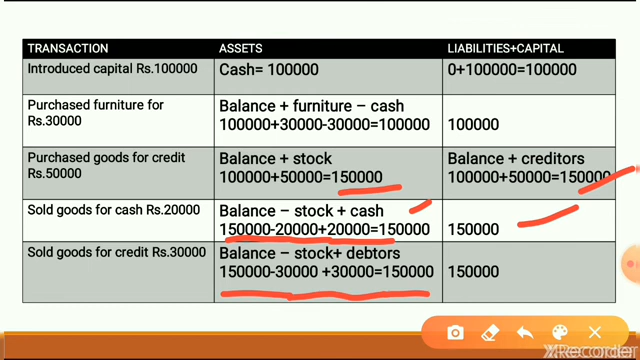 TRANSACTION ASSETS LIABILITIES+CAPITAL
Introduced capital Rs.100000 Cash= 100000 0+100000=100000
Purchased furniture for
Rs.30000
Balance + furniture – cash
100000+30000-30000=100000
100000
Purchased goods for credit
Rs.50000
Balance + stock
100000+50000=150000
Balance + creditors
100000+50000=150000
Sold goods for cash Rs.20000
Balance – stock + cash
150000-20000+20000=150000
150000
Sold goods for credit Rs.30000
Balance – stock+ debtors
150000-30000 +30000=150000
150000
XRecorder